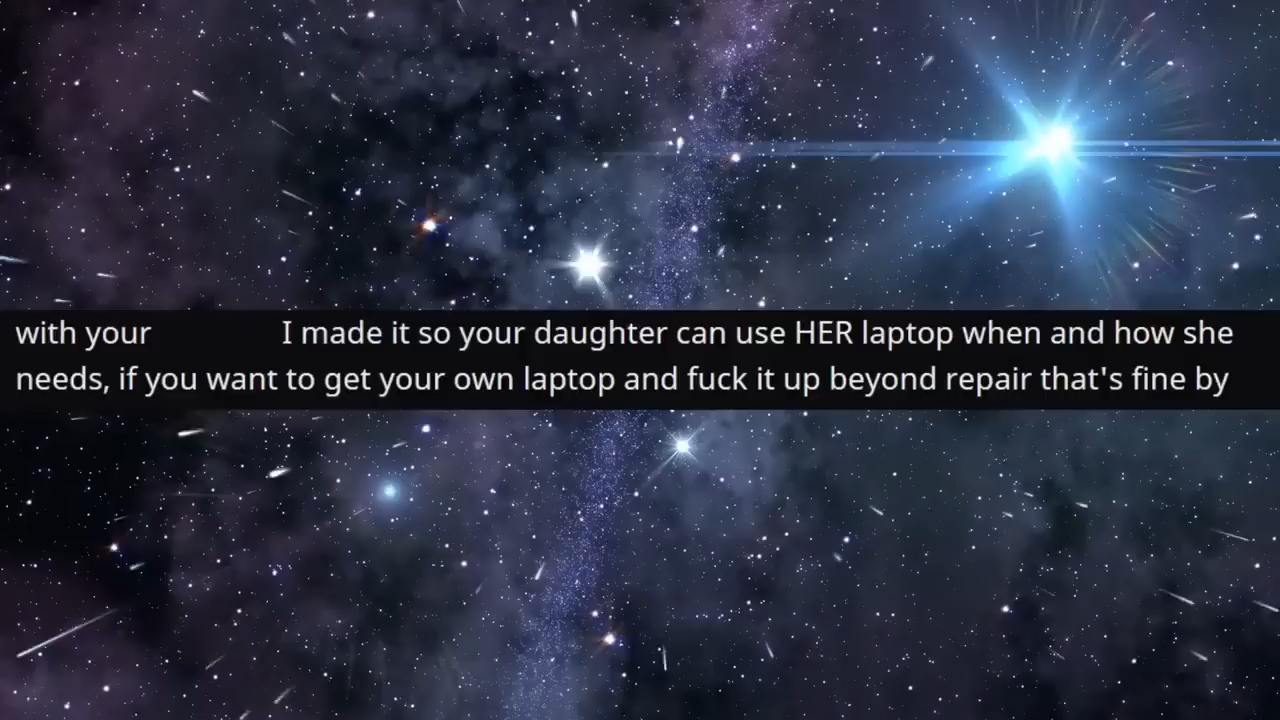 with your I made it so your daughter can use HER laptop when and how she
needs, if you want to get your own laptop and fuck it up beyond repair that's fine by